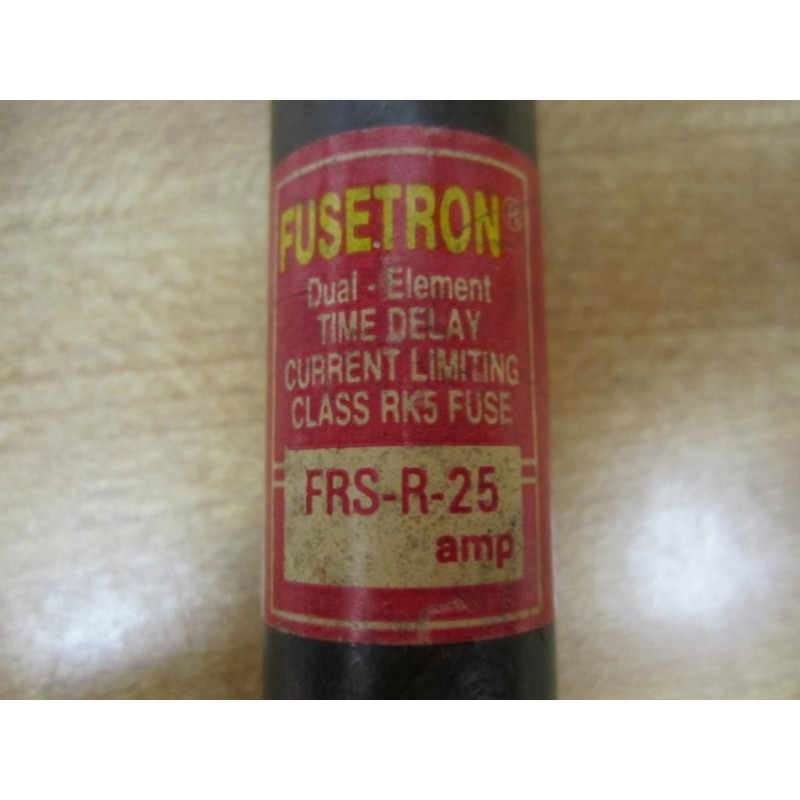 FUSETRON®
Dual - Element
TIME DELAY
CURRENT LIMITING
CLASS RK5 FUSE
FRS-R-25
amp